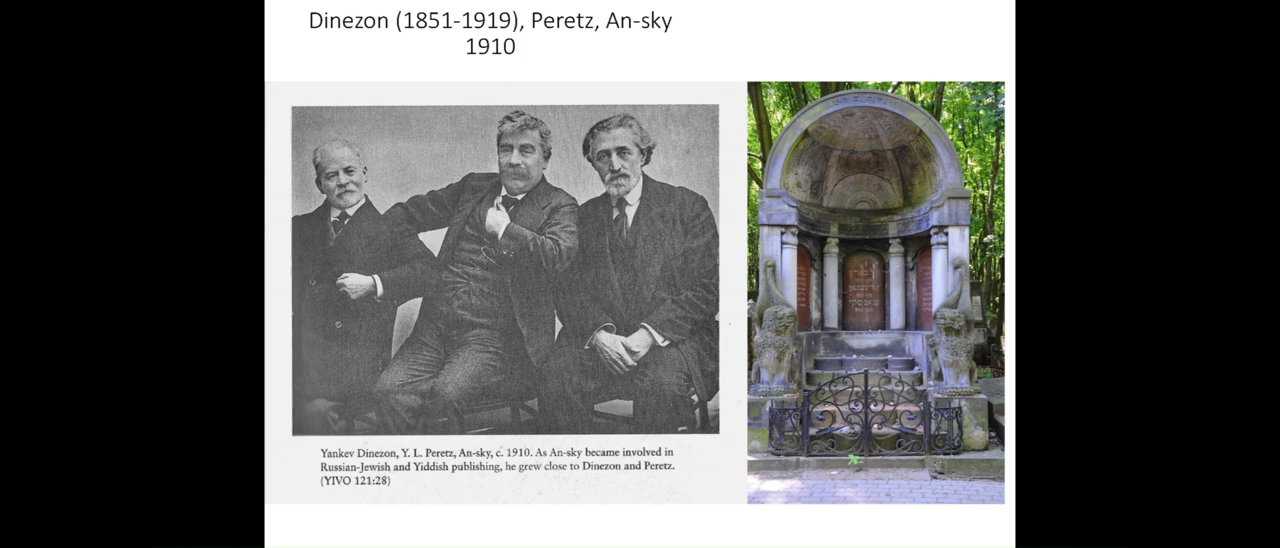 Dinezon (1851-1919), Peretz, An-sky
1910
Yankev Dinezon, Y. L. Peretz, An-sky, c. 1910. As An-sky became involved in
Russian-Jewish and Yiddish publishing, he grew close to Dinezon and Peretz.
(YIVO 121:28)